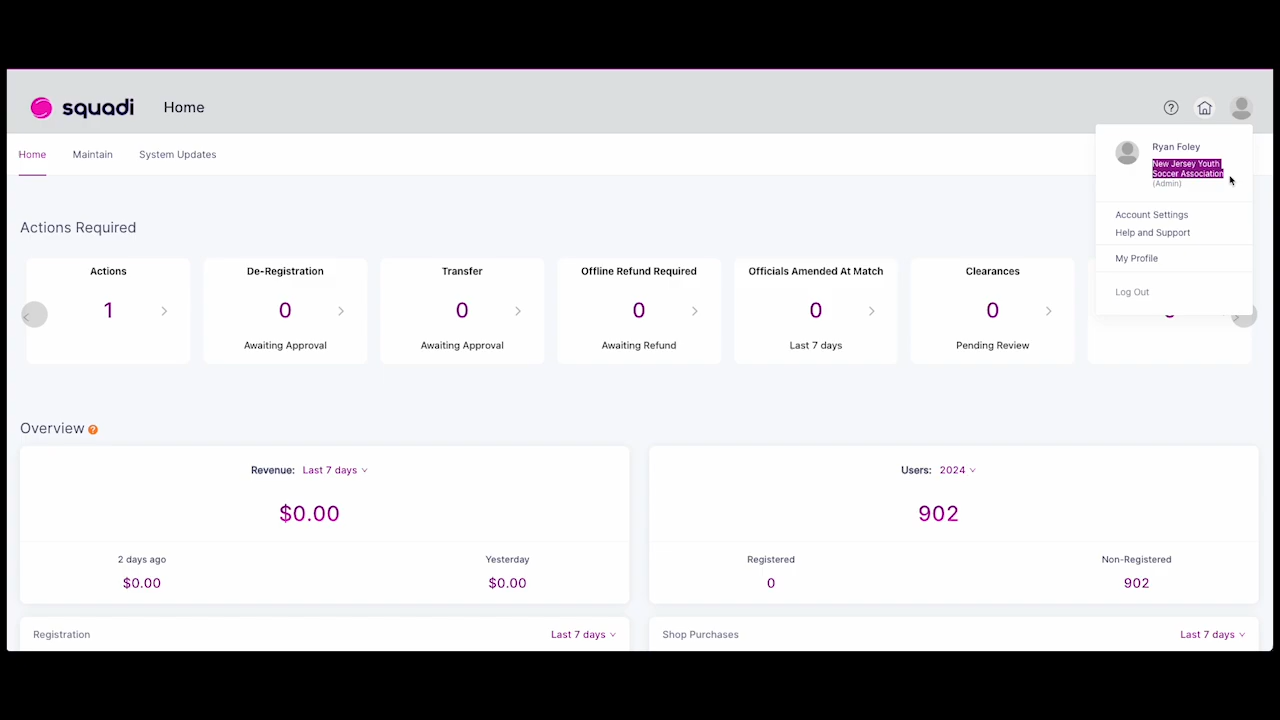 squadi
Home
?
Home
Maintain
System Updates
Ryan Foley
New Jersey Youth
Soccer Association
(Admin)
Account Settings
Help and Support
My Profile
Log Out
Actions Required
Actions
1
De-Registration
0
Awaiting Approval
Transfer
0
Awaiting Approval
Offline Refund Required
0
Awaiting Refund
Officials Amended At Match
0
Last 7 days
Clearances
0
Pending Review
Overview ?
Revenue: Last 7 days
$0.00
2 days ago
$0.00
Yesterday
$0.00
Users: 2024
902
Registered
0
Non-Registered
902
Registration
Last 7 days
Shop Purchases
Last 7 days